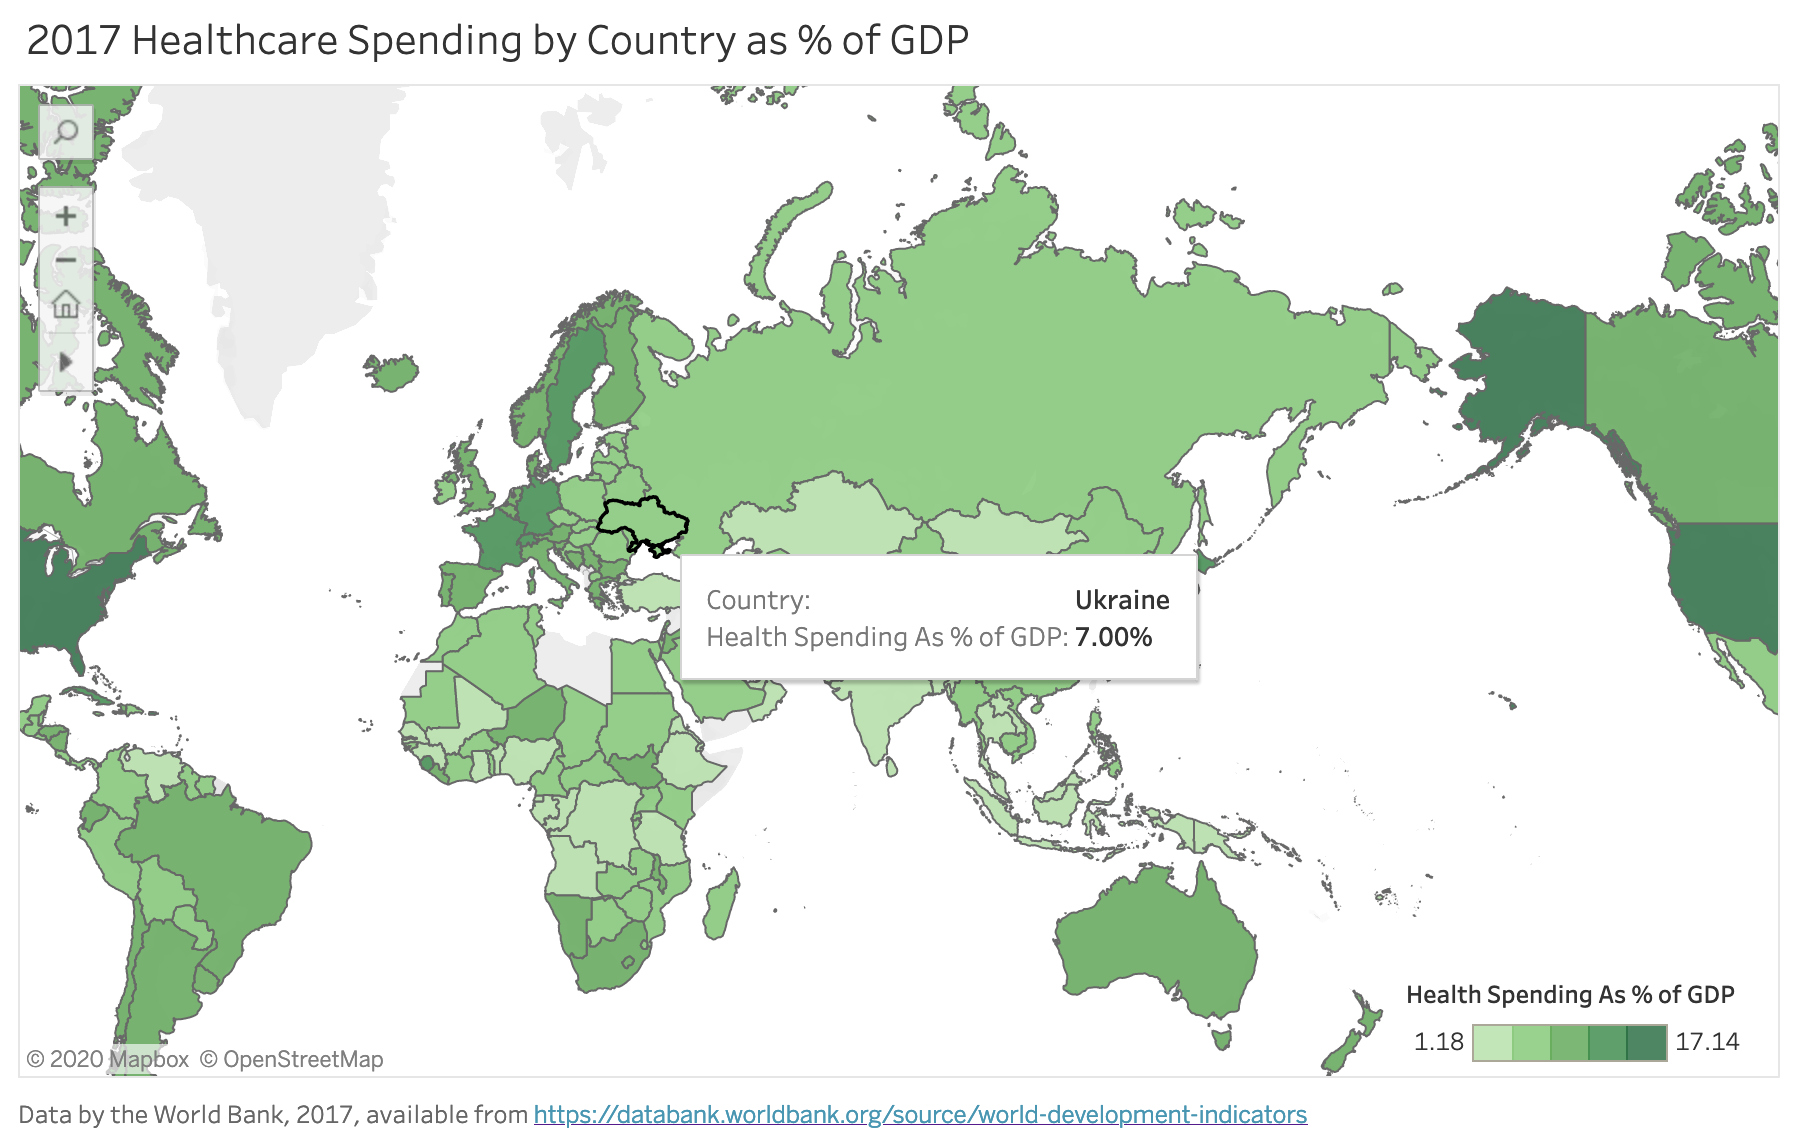 2017 Healthcare Spending by Country as % of GDP
Country: Ukraine
Health Spending As % of GDP: 7.00%
Health Spending As % of GDP
1.18 17.14
© 2020 Mapbox © OpenStreetMap
Data by the World Bank, 2017, available from https://databank.worldbank.org/source/world-development-indicators